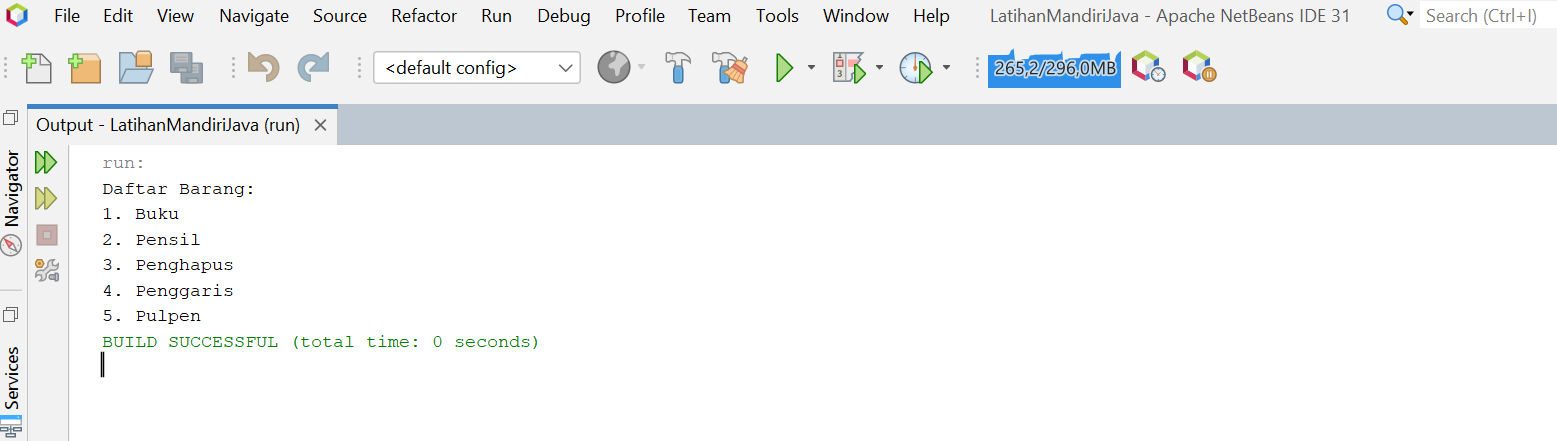 File Edit View Navigate Source Refactor Run Debug Profile Team Tools Window Help LatihanMandiriJava - Apache NetBeans IDE 31 Search (Ctrl+I)
<default config> 265,2/296,0MB
Output - LatihanMandiriJava (run)
Navigator
Services
run:
Daftar Barang:
1. Buku
2. Pensil
3. Penghapus
4. Penggaris
5. Pulpen
BUILD SUCCESSFUL (total time: 0 seconds)